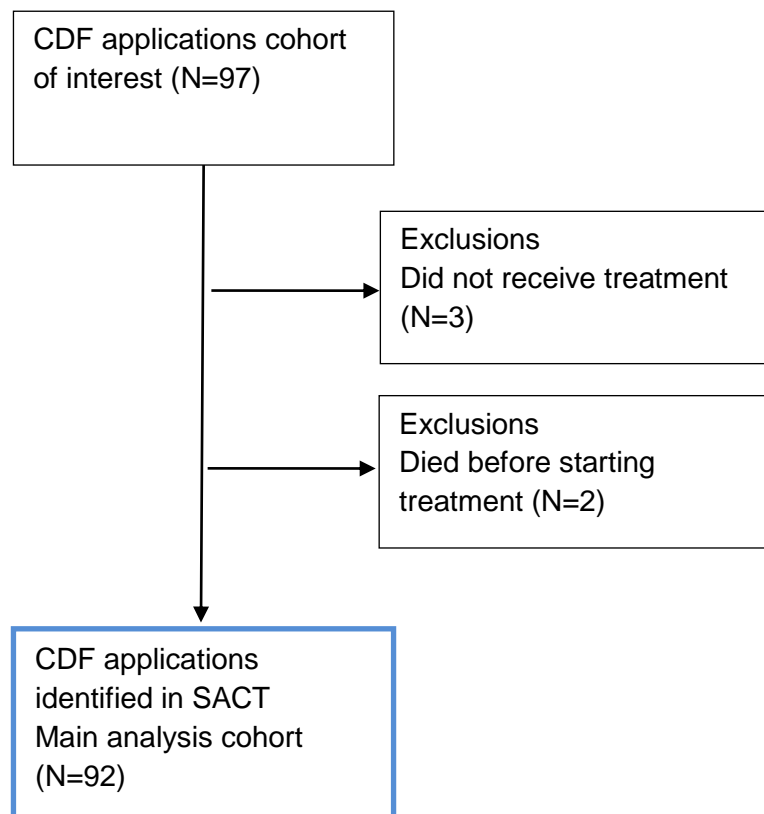 CDF applications cohort
of interest (N=97)
Exclusions
Did not receive treatment
(N=3)
Exclusions
Died before starting
treatment (N=2)
CDF applications
identified in SACT
Main analysis cohort
(N=92)